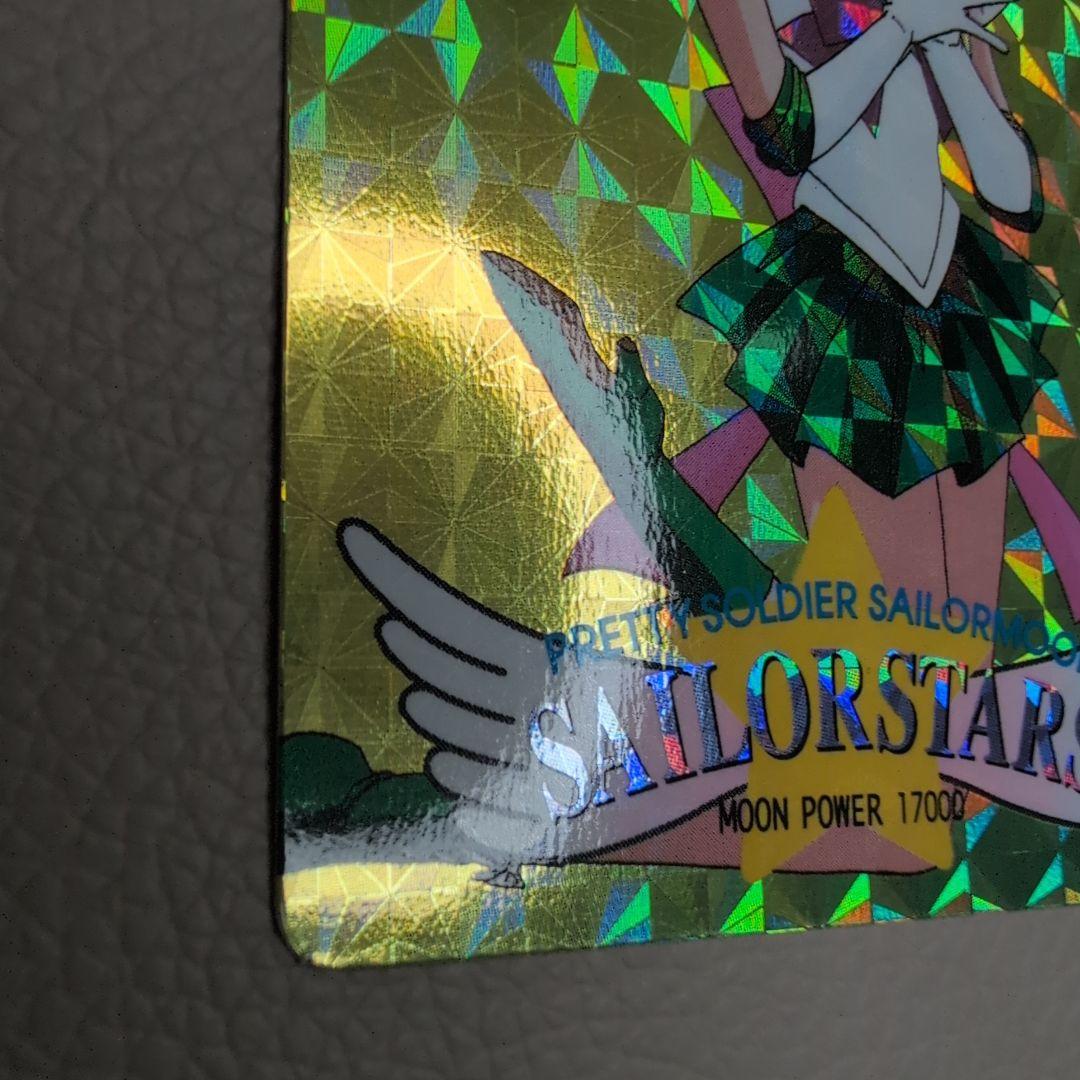 PRETTY SOLDIER SAILORMOON
SAILORSTARS
MOON POWER 17000